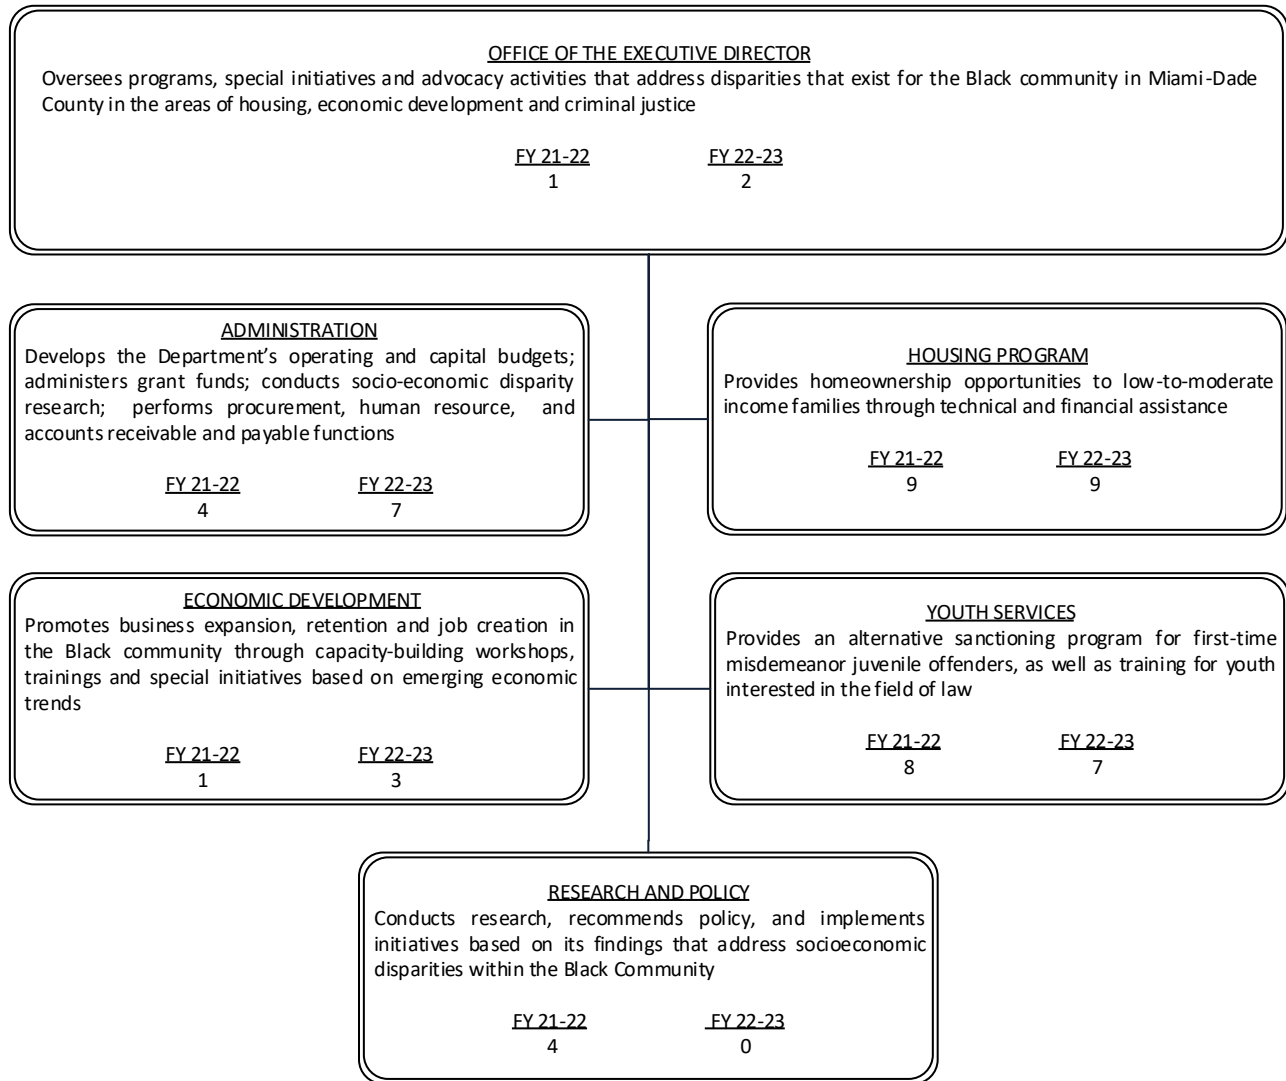 OFFICE OF THE EXECUTIVE DIRECTOR
Oversees programs, special initiatives and advocacy activities that address disparities that exist for the Black community in Miami-Dade
County in the areas of housing, economic development and criminal justice
FY 21-22 FY 22-23
1 2
ADMINISTRATION
Develops the Department’s operating and capital budgets;
administers grant funds; conducts socio-economic disparity
research; performs procurement, human resource, and
accounts receivable and payable functions
FY 21-22 FY 22-23
4 7
HOUSING PROGRAM
Provides homeownership opportunities to low-to-moderate
income families through technical and financial assistance
FY 21-22 FY 22-23
9 9
ECONOMIC DEVELOPMENT
Promotes business expansion, retention and job creation in
the Black community through capacity-building workshops,
trainings and special initiatives based on emerging economic
trends
FY 21-22 FY 22-23
1 3
YOUTH SERVICES
Provides an alternative sanctioning program for first-time
misdemeanor juvenile offenders, as well as training for youth
interested in the field of law
FY 21-22 FY 22-23
8 7
RESEARCH AND POLICY
Conducts research, recommends policy, and implements
initiatives based on its findings that address socioeconomic
disparities within the Black Community
FY 21-22 FY 22-23
4 0